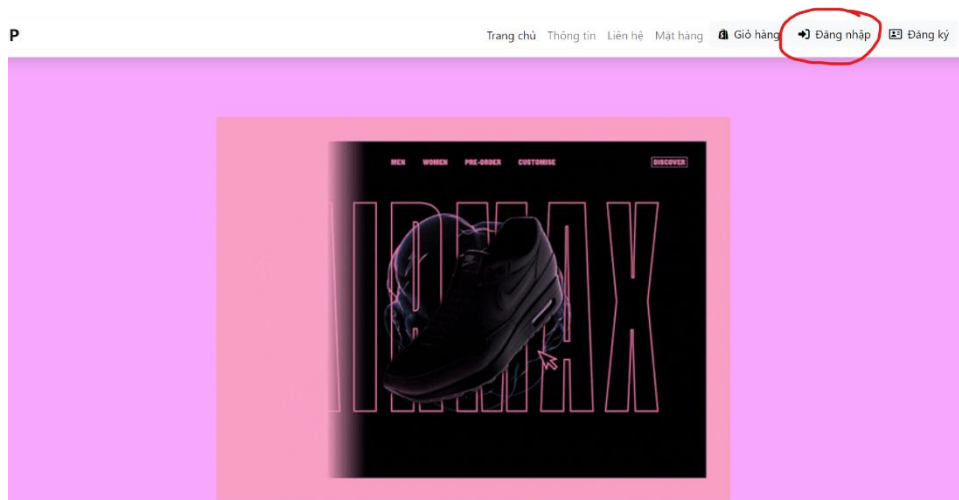 P
Trang chủ Thông tin Liên hệ Mặt hàng Giỏ hàng Đăng nhập Đăng ký
MEN WOMEN PRE-ORDER CUSTOMISE DISCOVER
AIRMAX